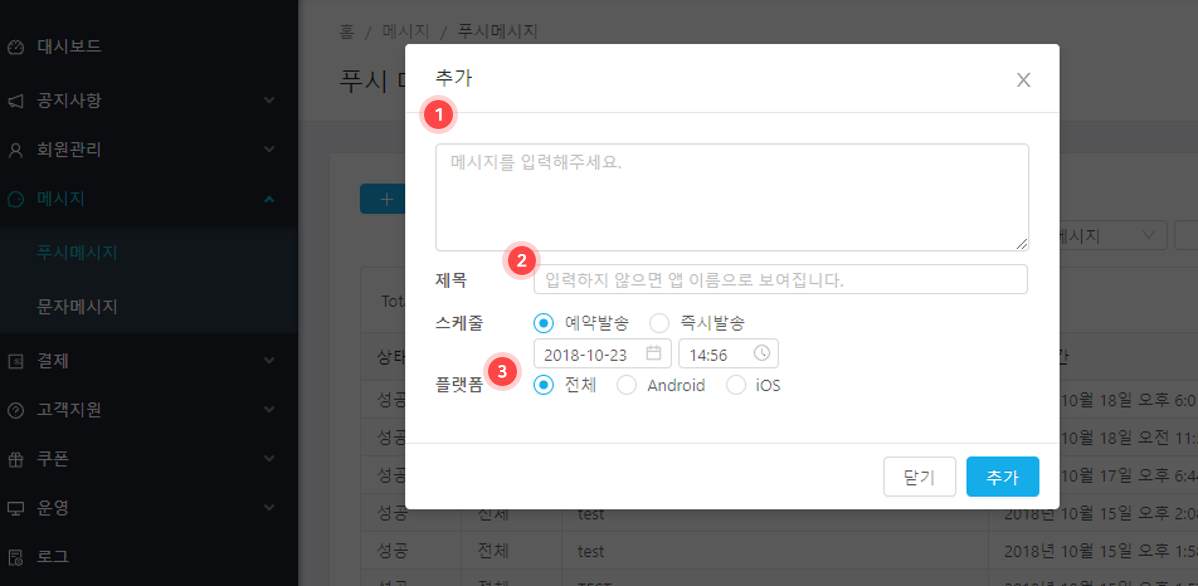 홈 / 메시지 / 푸시메시지
푸시
대시보드
공지사항
회원관리
메시지
푸시메시지
문자메시지
결제
고객지원
쿠폰
운영
로그
추가
1
메시지를 입력해주세요.
2
제목 입력하지 않으면 앱 이름으로 보여집니다.
스케줄 예약발송 즉시발송
2018-10-23 14:56
3
플랫폼 전체 Android iOS
닫기 추가
메시지
Tot
상태
성공 10월 18일 오후 6:0
성공 10월 18일 오전 11:
성공 10월 17일 오후 6:4
성공 전체 test 2018년 10월 15일 오후 2:0
성공 전체 test 2018년 10월 15일 오후 1:5